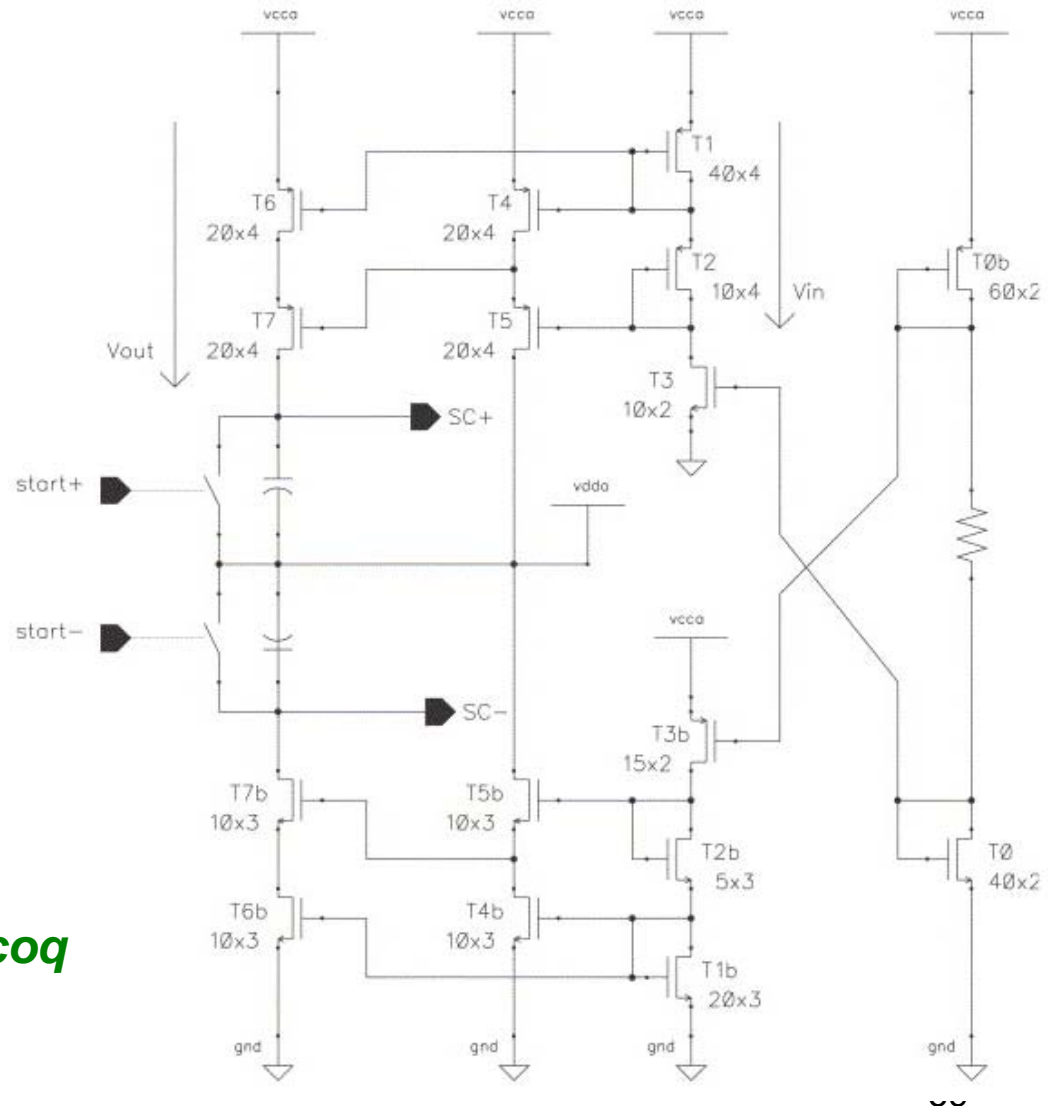 vcca
vcca
vcca
vcca
T1
40x4
T6
20x4
T4
20x4
T2
10x4
Vin
T0b
60x2
T7
20x4
T5
20x4
Vout
T3
10x2
SC+
start+
vdda
start-
vcca
SC-
T3b
15x2
T7b
10x3
T5b
10x3
T2b
5x3
T0
40x2
T6b
10x3
T4b
10x3
coq
T1b
20x3
gnd
gnd
gnd
gnd